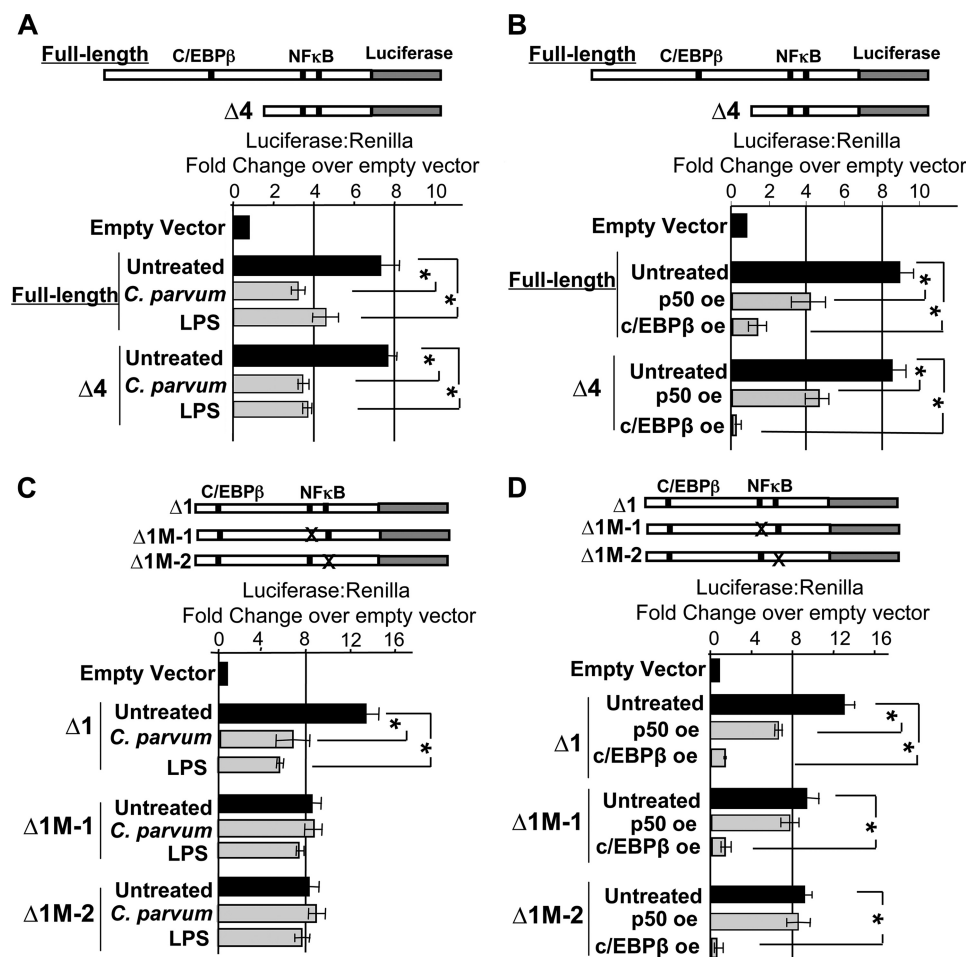 A
Full-length C/EBPβ NFκB Luciferase
Δ4
Luciferase:Renilla
Fold Change over empty vector
0 2 4 6 8 10
Empty Vector
Untreated *
Full-length C. parvum *
LPS
Untreated *
Δ4 C. parvum *
LPS
B
Full-length C/EBPβ NFκB Luciferase
Δ4
Luciferase:Renilla
Fold Change over empty vector
0 2 4 6 8 10
Empty Vector
Untreated *
Full-length p50 oe *
c/EBPβ oe
Untreated *
Δ4 p50 oe *
c/EBPβ oe
C
C/EBPβ NFκB
Δ1
Δ1M-1 X
Δ1M-2 X
Luciferase:Renilla
Fold Change over empty vector
0 4 8 12 16
Empty Vector
Untreated *
Δ1 C. parvum *
LPS
Untreated
Δ1M-1 C. parvum
LPS
Untreated
Δ1M-2 C. parvum
LPS
D
C/EBPβ NFκB
Δ1
Δ1M-1 X
Δ1M-2 X
Luciferase:Renilla
Fold Change over empty vector
0 4 8 12 16
Empty Vector
Untreated *
Δ1 p50 oe *
c/EBPβ oe
Untreated
Δ1M-1 p50 oe *
c/EBPβ oe
Untreated
Δ1M-2 p50 oe *
c/EBPβ oe